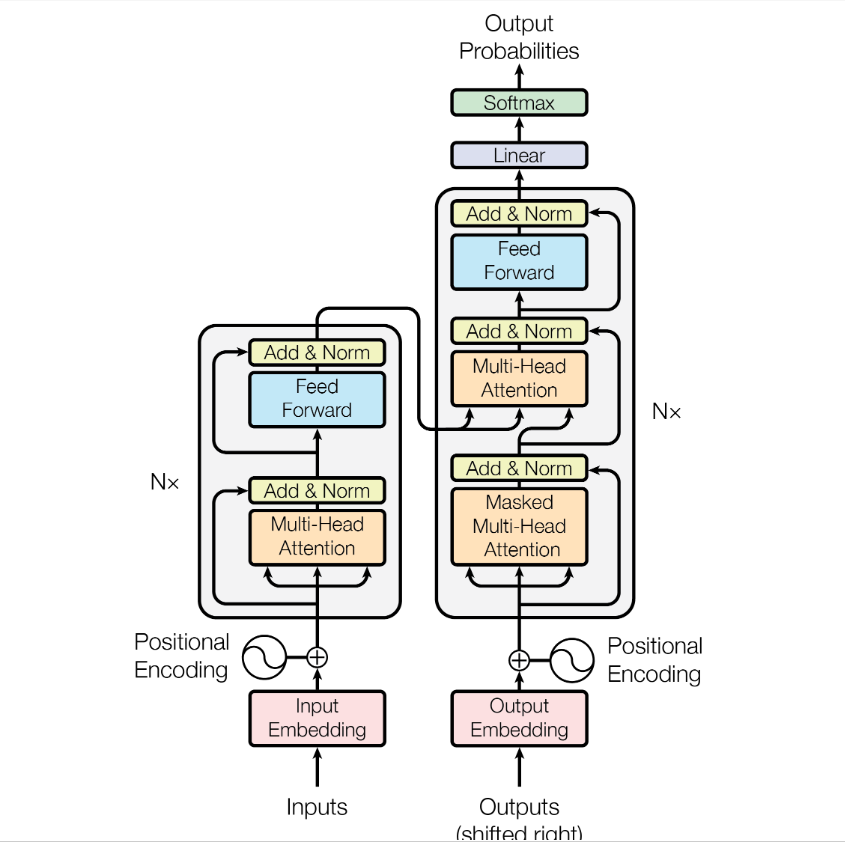 Output
Probabilities
Softmax
Linear
Add & Norm
Feed
Forward
Add & Norm
Multi-Head
Attention
N×
Add & Norm
Masked
Multi-Head
Attention
Add & Norm
Feed
Forward
N×
Add & Norm
Multi-Head
Attention
Positional
Encoding
Positional
Encoding
Input
Embedding
Output
Embedding
Inputs
Outputs
(shifted right)